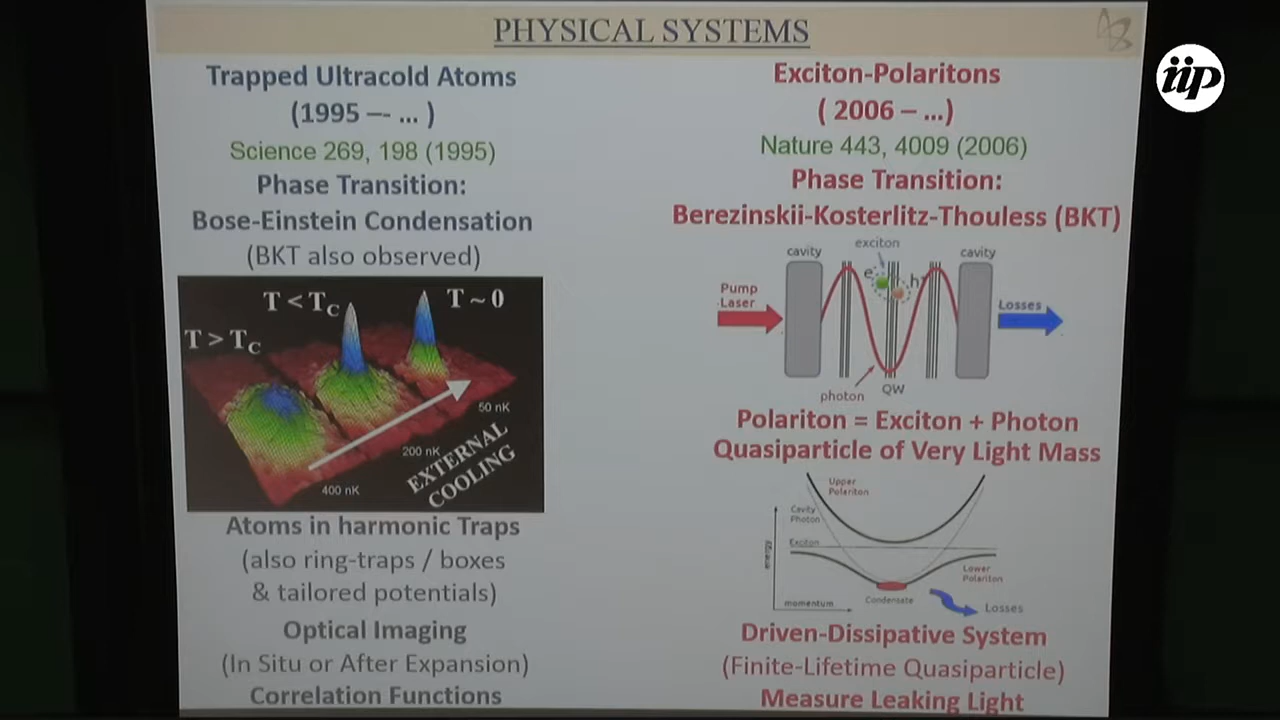 PHYSICAL SYSTEMS
iip
Trapped Ultracold Atoms
(1995 –- ... )
Science 269, 198 (1995)
Phase Transition:
Bose-Einstein Condensation
(BKT also observed)
T > TC
T < TC
T ~ 0
50 nK
200 nK
400 nK
EXTERNAL
COOLING
Atoms in harmonic Traps
(also ring-traps / boxes
& tailored potentials)
Optical Imaging
(In Situ or After Expansion)
Correlation Functions
Exciton-Polaritons
( 2006 – ...)
Nature 443, 4009 (2006)
Phase Transition:
Berezinskii-Kosterlitz-Thouless (BKT)
exciton
cavity
cavity
e-
h+
Pump
Laser
Losses
photon
QW
Polariton = Exciton + Photon
Quasiparticle of Very Light Mass
Upper
Polariton
Cavity
Photon
Exciton
energy
Lower
Polariton
Condensate
momentum
Losses
Driven-Dissipative System
(Finite-Lifetime Quasiparticle)
Measure Leaking Light